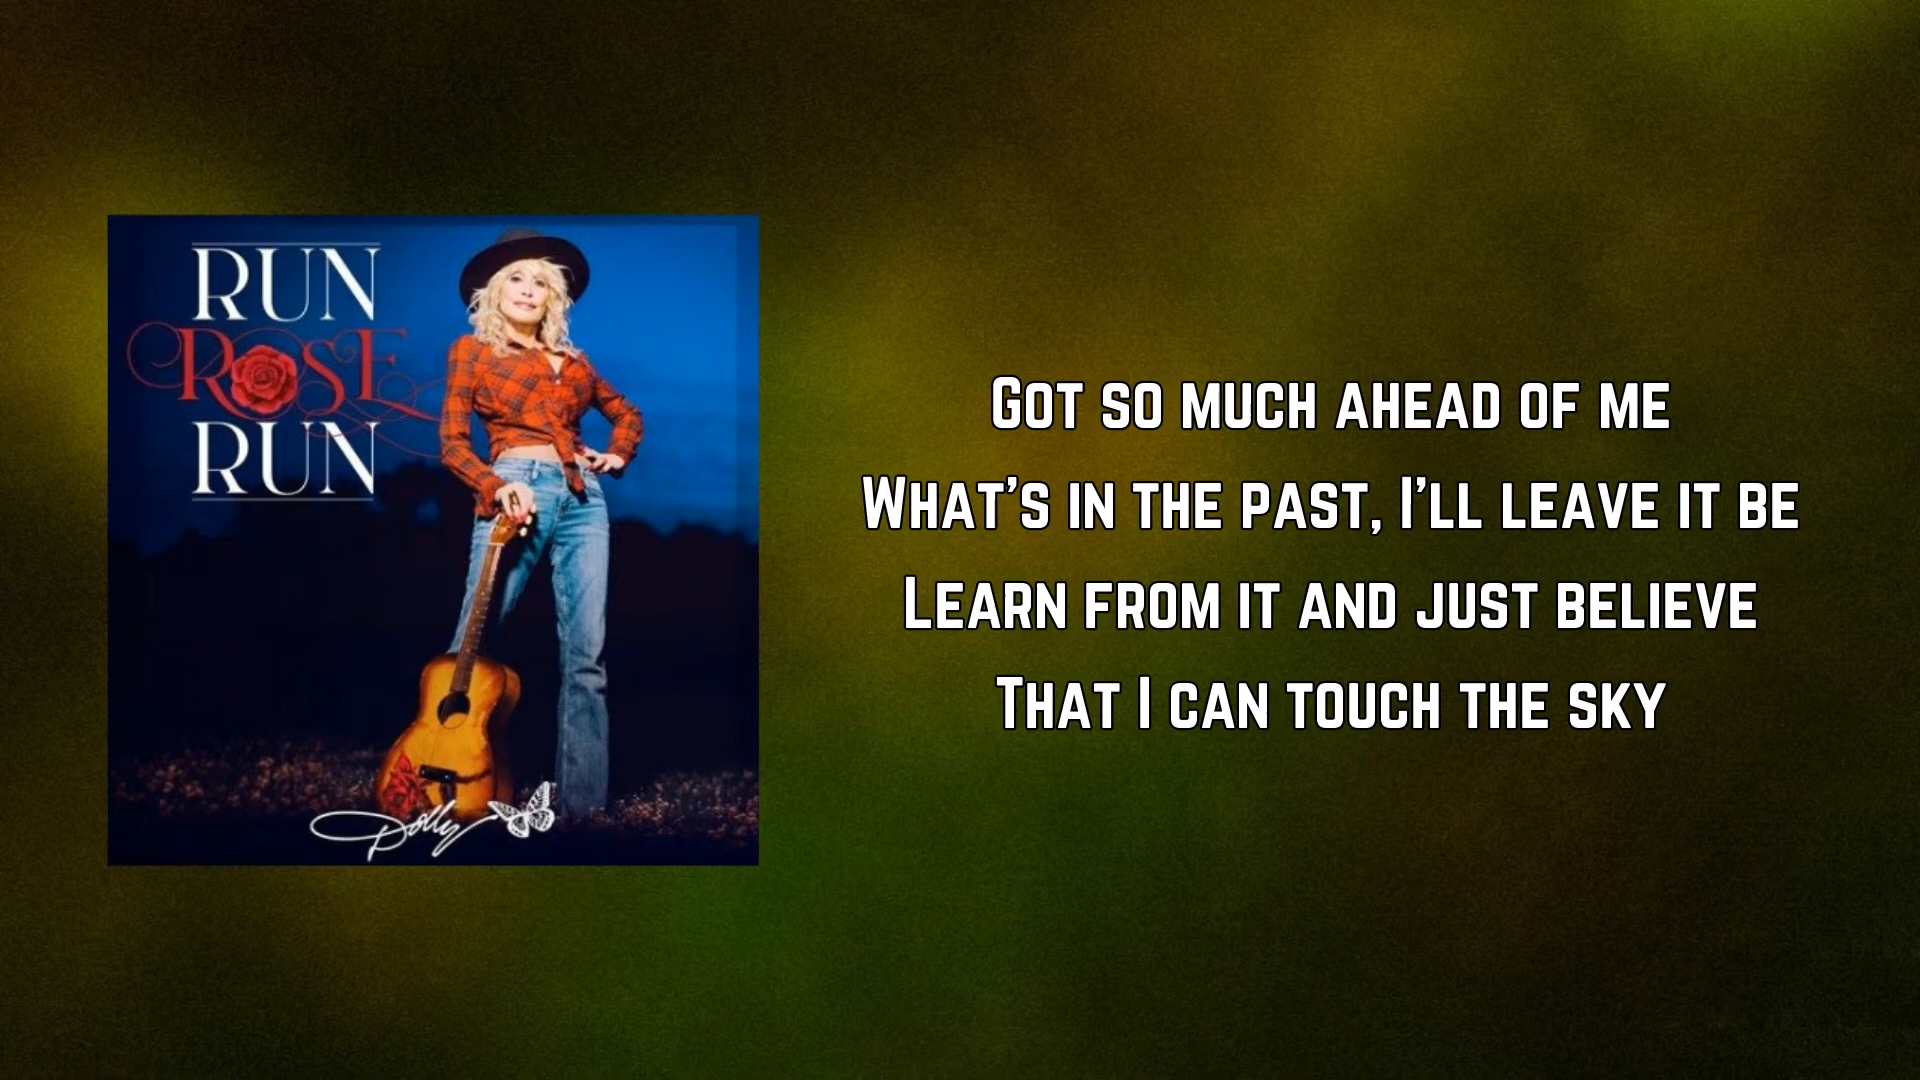 RUN
ROSE
RUN
Dolly
Got so much ahead of me
What's in the past, I'll leave it be
Learn from it and just believe
That I can touch the sky